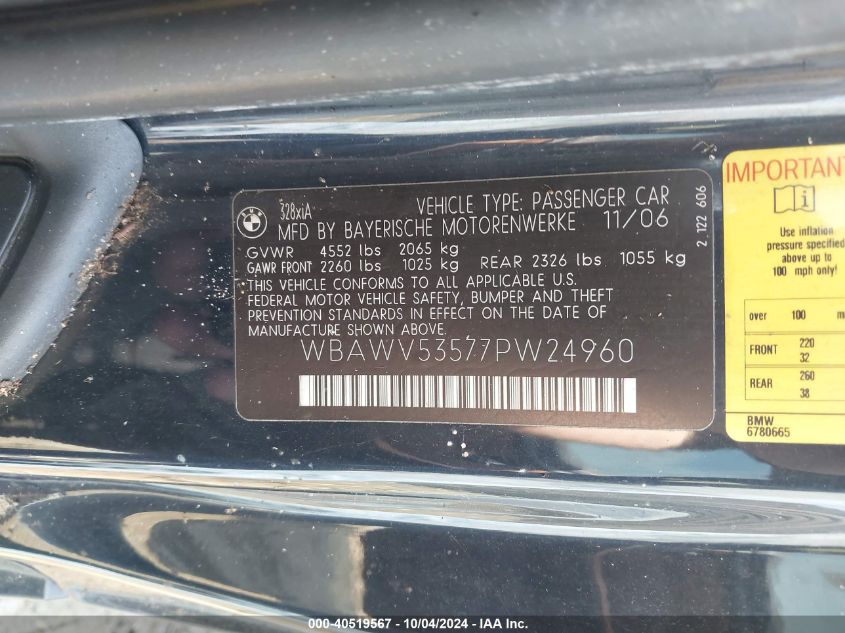 BMW
328xiA
VEHICLE TYPE: PASSENGER CAR
MFD BY BAYERISCHE MOTORENWERKE 11/06
GVWR 4552 lbs 2065 kg
GAWR FRONT 2260 lbs 1025 kg REAR 2326 lbs 1055 kg
THIS VEHICLE CONFORMS TO ALL APPLICABLE U.S.
FEDERAL MOTOR VEHICLE SAFETY, BUMPER AND THEFT
PREVENTION STANDARDS IN EFFECT ON THE DATE OF
MANUFACTURE SHOWN ABOVE.
WBAWV53577PW24960
2 122 606
IMPORTANT
Use inflation
pressure specified
above up to
100 mph only!
over 100 m
FRONT 220
32
REAR 260
38
BMW
6780665
000-40519567 - 10/04/2024 - IAA Inc.